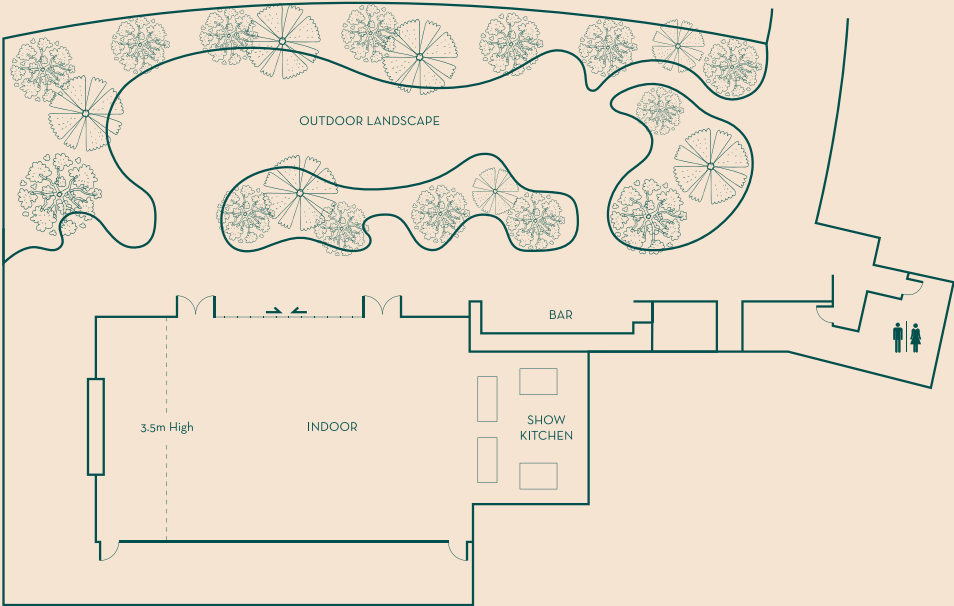 OUTDOOR LANDSCAPE
BAR
3.5m High
INDOOR
SHOW
KITCHEN